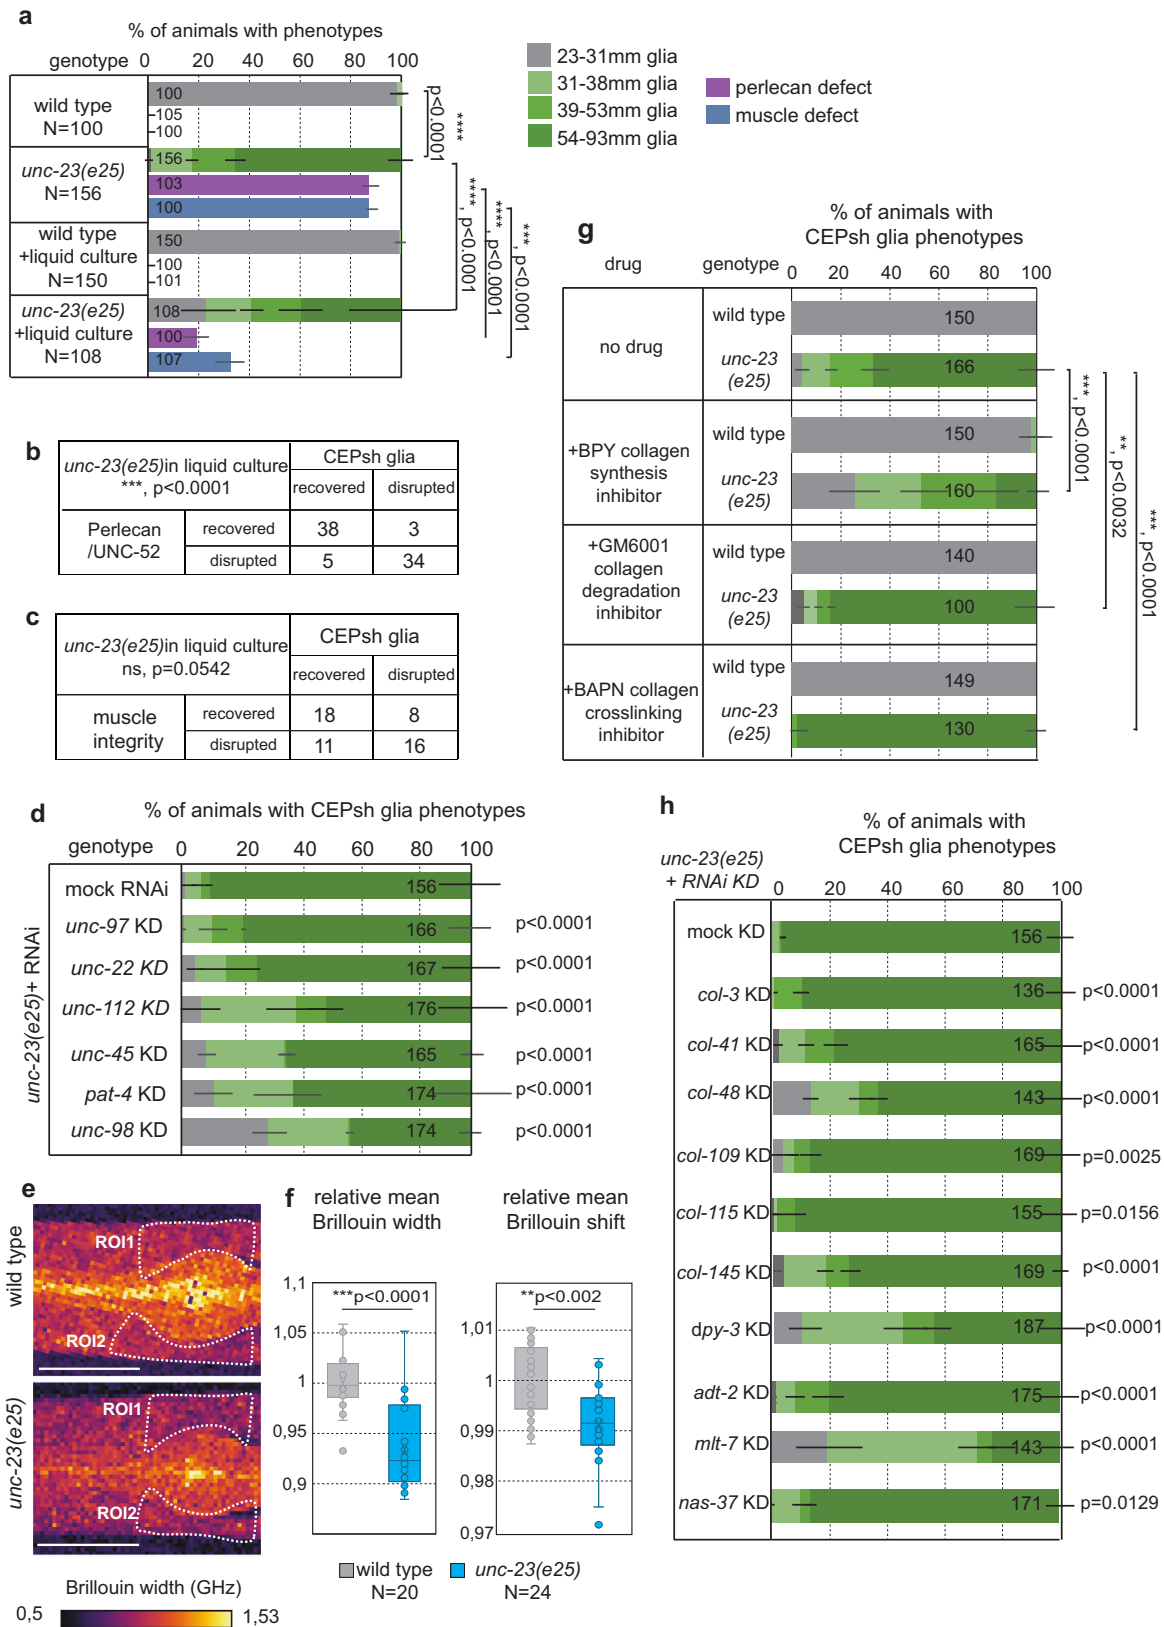 a
% of animals with phenotypes
genotype 0 20 40 60 80 100
wild type
N=100
100
105
100
unc-23(e25)
N=156
156
103
100
wild type
+liquid culture
N=150
150
100
101
unc-23(e25)
+liquid culture
N=108
108
100
107
****
p<0.0001
****, p<0.0001
****, p<0.0001
***, p<0.0001
23-31mm glia
31-38mm glia
39-53mm glia
54-93mm glia
perlecan defect
muscle defect
b
unc-23(e25)in liquid culture
***, p<0.0001
CEPsh glia
recovered disrupted
Perlecan
/UNC-52
recovered 38 3
disrupted 5 34
c
unc-23(e25)in liquid culture
ns, p=0.0542
CEPsh glia
recovered disrupted
muscle
integrity
recovered 18 8
disrupted 11 16
d
% of animals with CEPsh glia phenotypes
genotype 0 20 40 60 80 100
unc-23(e25)+ RNAi
mock RNAi 156
unc-97 KD 166 p<0.0001
unc-22 KD 167 p<0.0001
unc-112 KD 176 p<0.0001
unc-45 KD 165 p<0.0001
pat-4 KD 174 p<0.0001
unc-98 KD 174 p<0.0001
e
wild type
ROI1
ROI2
unc-23(e25)
ROI1
ROI2
Brillouin width (GHz)
0,5 1,53
f
relative mean
Brillouin width
1,1
1,05
1
0,95
0,9
***p<0.0001
relative mean
Brillouin shift
1,01
1
0,99
0,98
0,97
**p<0.002
wild type
N=20
unc-23(e25)
N=24
g
% of animals with
CEPsh glia phenotypes
drug genotype 0 20 40 60 80 100
no drug
wild type 150
unc-23
(e25)
166
+BPY collagen
synthesis
inhibitor
wild type 150
unc-23
(e25)
160
+GM6001
collagen
degradation
inhibitor
wild type 140
unc-23
(e25)
100
+BAPN collagen
crosslinking
inhibitor
wild type 149
unc-23
(e25)
130
***, p<0.0001
**, p<0.0032
***, p<0.0001
h
% of animals with
CEPsh glia phenotypes
unc-23(e25)
+ RNAi KD
0 20 40 60 80 100
mock KD 156
col-3 KD 136 p<0.0001
col-41 KD 165 p<0.0001
col-48 KD 143 p<0.0001
col-109 KD 169 p=0.0025
col-115 KD 155 p=0.0156
col-145 KD 169 p<0.0001
dpy-3 KD 187 p<0.0001
adt-2 KD 175 p<0.0001
mlt-7 KD 143 p<0.0001
nas-37 KD 171 p=0.0129